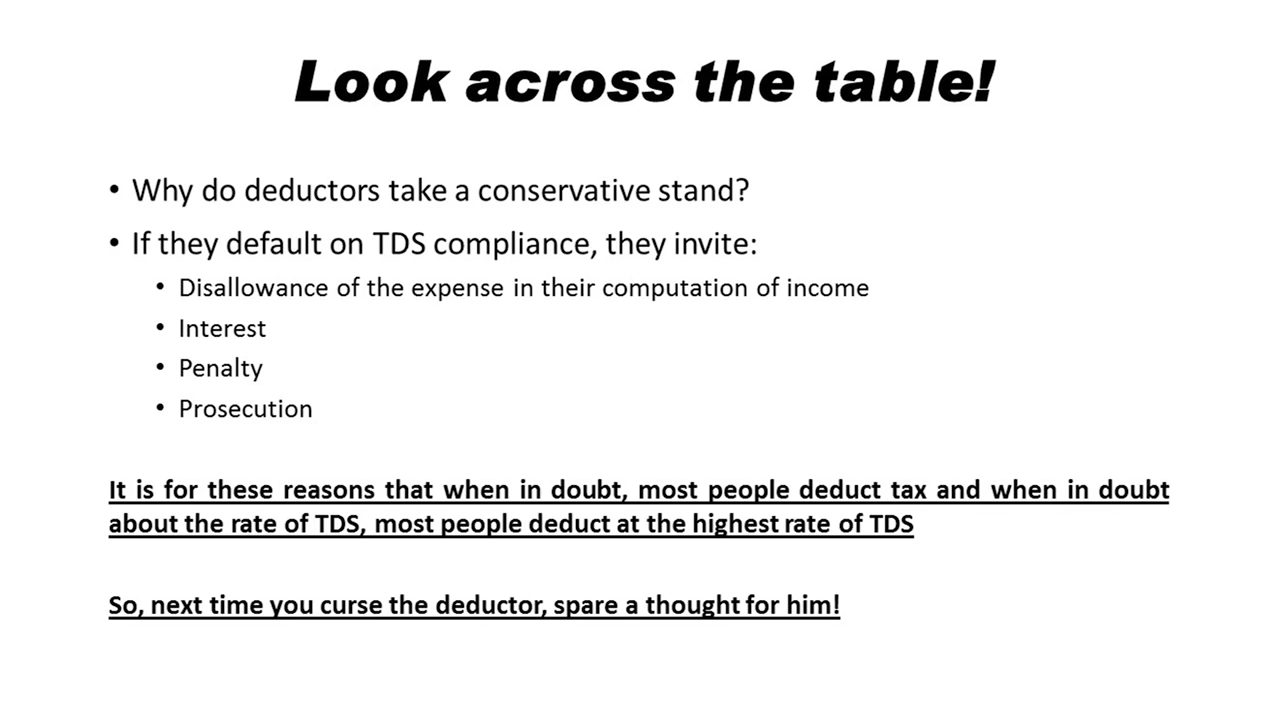 Look across the table!
• Why do deductors take a conservative stand?
• If they default on TDS compliance, they invite:
• Disallowance of the expense in their computation of income
• Interest
• Penalty
• Prosecution
It is for these reasons that when in doubt, most people deduct tax and when in doubt
about the rate of TDS, most people deduct at the highest rate of TDS
So, next time you curse the deductor, spare a thought for him!